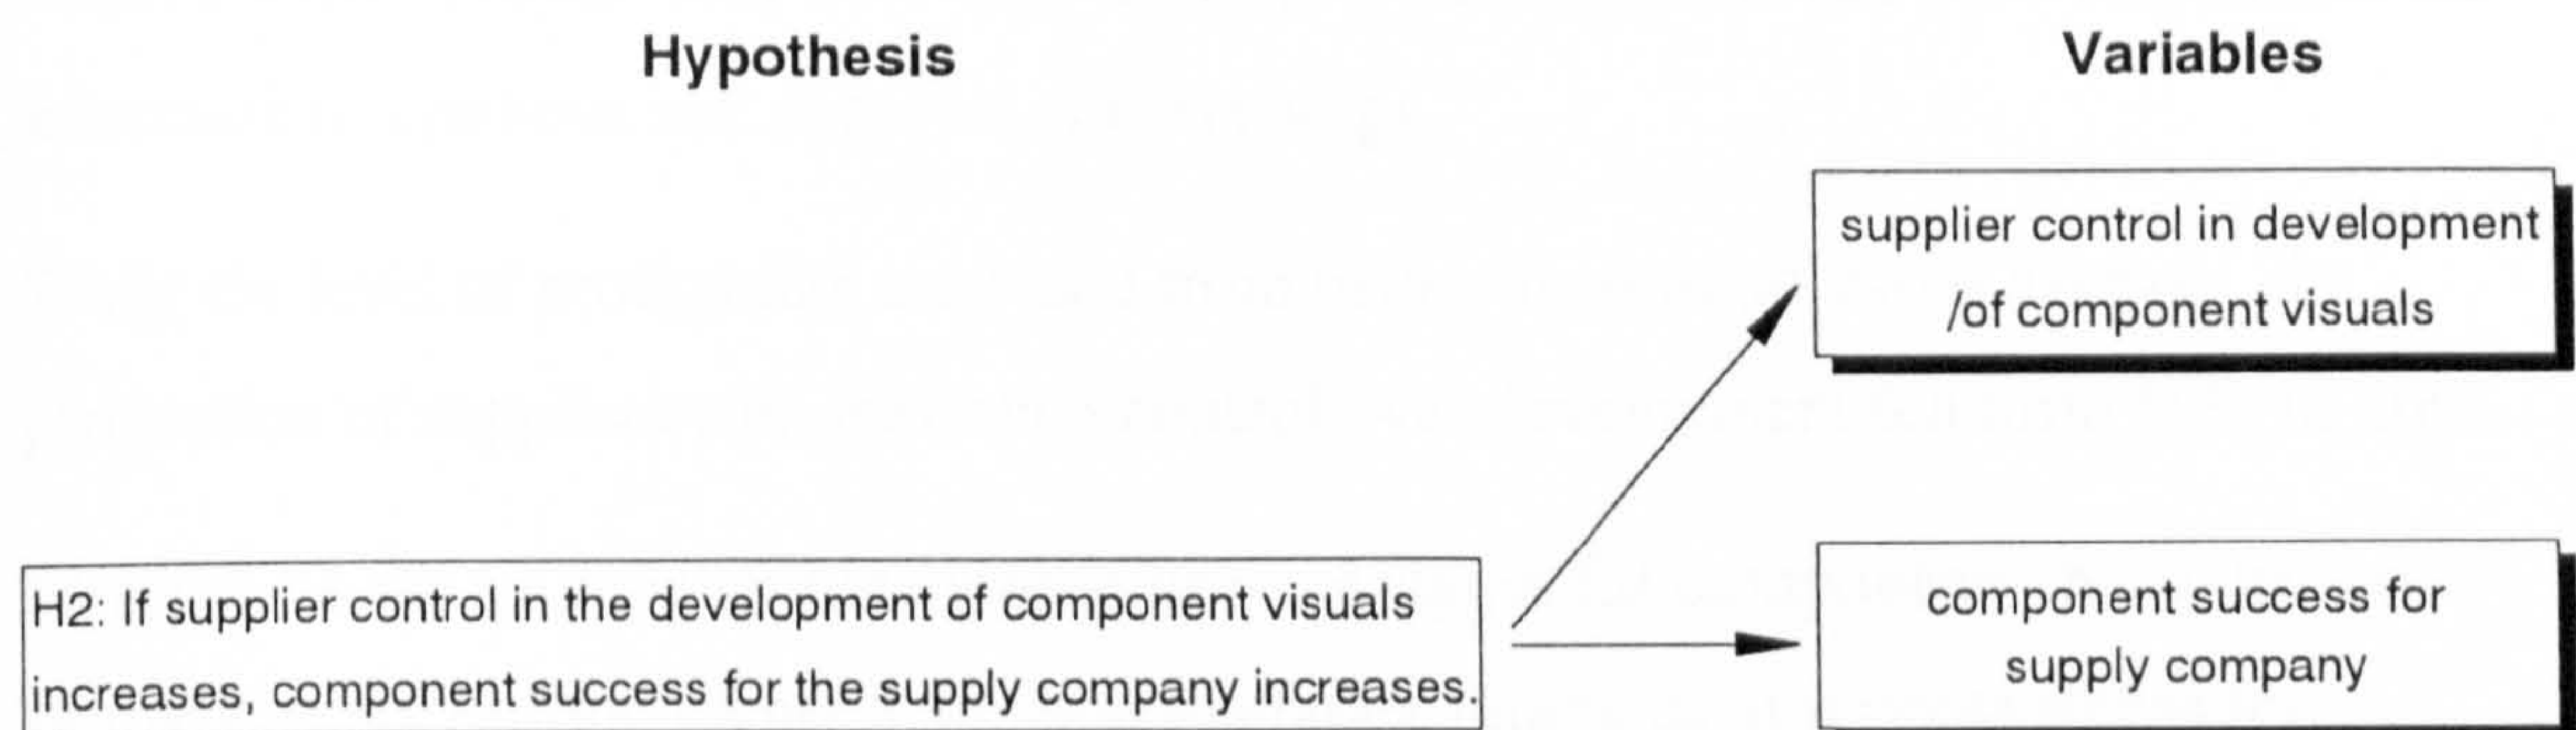 Hypothesis
Variables
supplier control in development
/of component visuals
H2: If supplier control in the development of component visuals
increases, component success for the supply company increases.
component success for
supply company